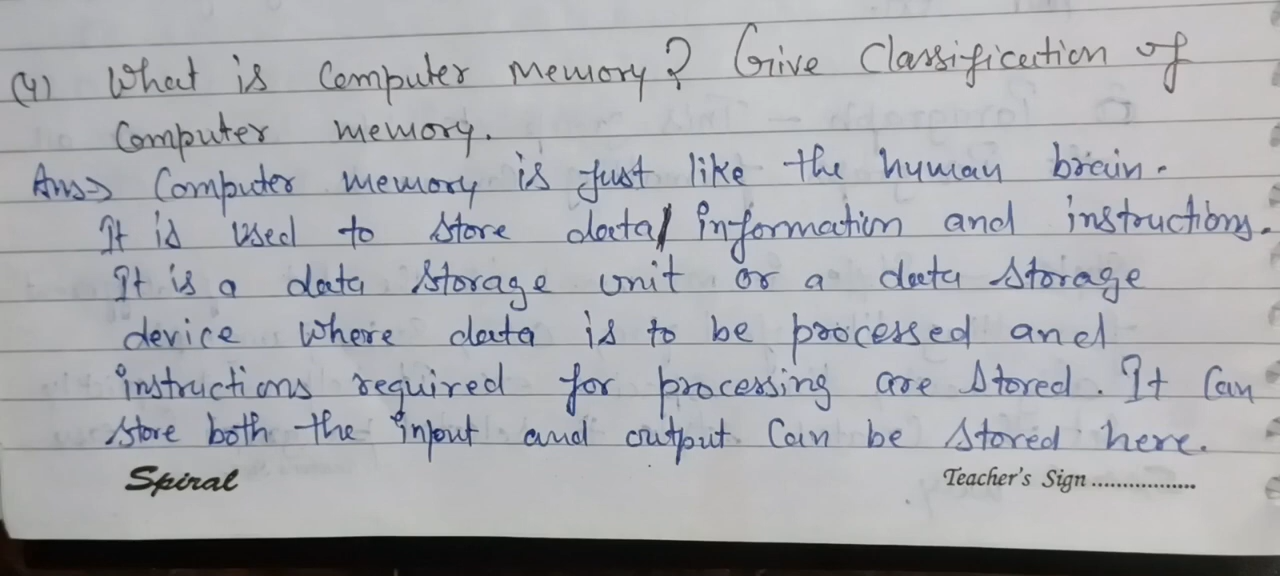 (4) What is Computer Memory? Give Classification of
Computer memory.
Ans→ Computer memory is just like the human brain.
It is used to store data/ information and instructions.
It is a data storage unit or a data storage
device where data is to be processed and
instructions required for processing are stored. It Can
store both the input and output Can be stored here.
Spiral
Teacher's Sign .................